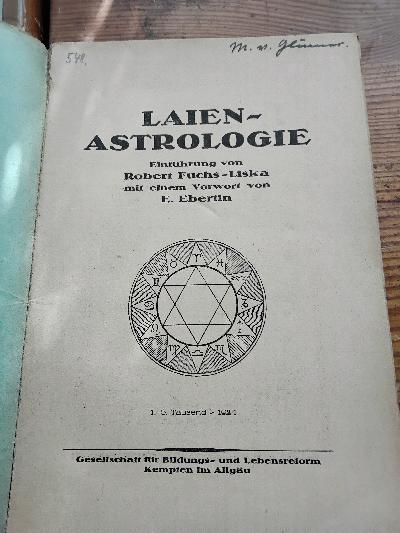 548.
LAIEN-
ASTROLOGIE
Einführung von
Robert Fuchs-Liska
mit einem Vorwort von
E. Ebertin
Tausend
Gesellschaft für Bildungs- und Lebensreform
Kempten im Allgäu